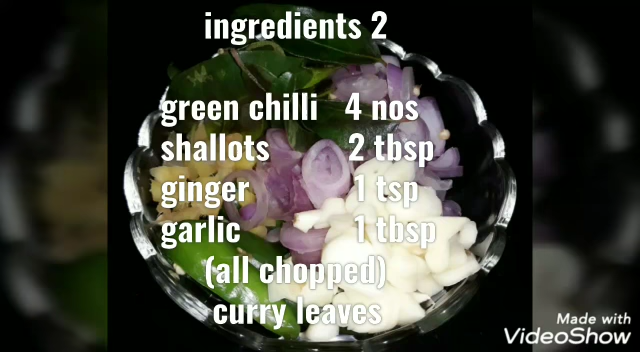 ingredients 2
green chilli 4 nos
shallots 2 tbsp
ginger 1 tsp
garlic 1 tbsp
(all chopped)
curry leaves
Made with
VideoShow